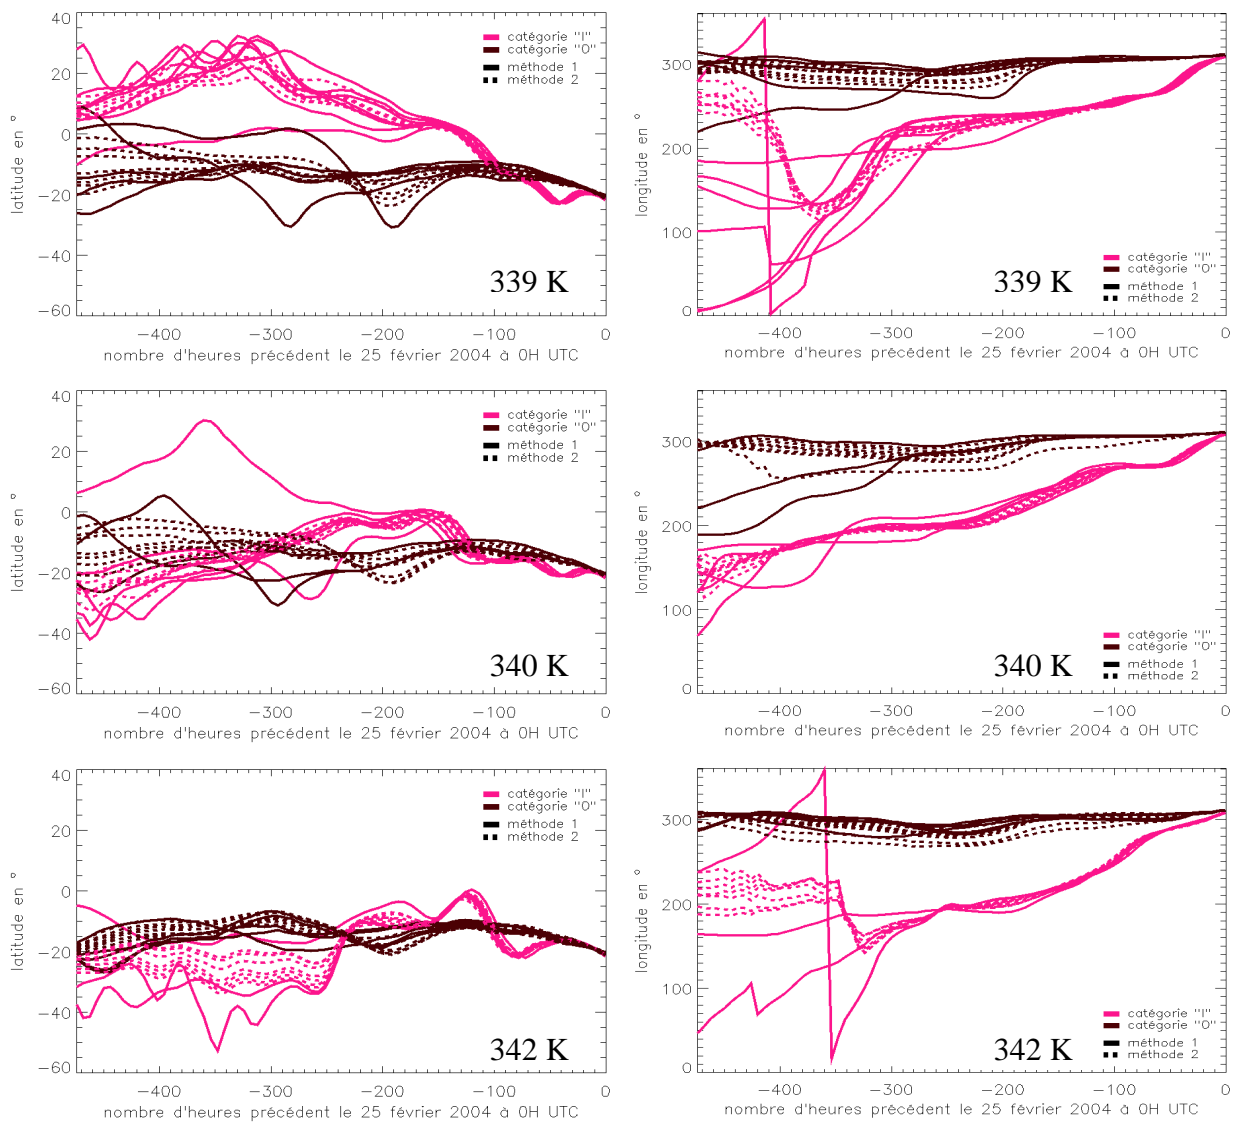 40
20
0
−20
−40
−60
latitude en °
catégorie "I"
catégorie "O"
méthode 1
méthode 2
339 K
−400 −300 −200 −100 0
nombre d'heures précédent le 25 février 2004 à 0H UTC
300
200
100
0
longitude en °
339 K
catégorie "I"
catégorie "O"
méthode 1
méthode 2
−400 −300 −200 −100 0
nombre d'heures précédent le 25 février 2004 à 0H UTC
40
20
0
−20
−40
−60
latitude en °
catégorie "I"
catégorie "O"
méthode 1
méthode 2
340 K
−400 −300 −200 −100 0
nombre d'heures précédent le 25 février 2004 à 0H UTC
300
200
100
0
longitude en °
340 K
catégorie "I"
catégorie "O"
méthode 1
méthode 2
−400 −300 −200 −100 0
nombre d'heures précédent le 25 février 2004 à 0H UTC
40
20
0
−20
−40
−60
latitude en °
catégorie "I"
catégorie "O"
méthode 1
méthode 2
342 K
−400 −300 −200 −100 0
nombre d'heures précédent le 25 février 2004 à 0H UTC
300
200
100
0
longitude en °
342 K
catégorie "I"
catégorie "O"
méthode 1
méthode 2
−400 −300 −200 −100 0
nombre d'heures précédent le 25 février 2004 à 0H UTC